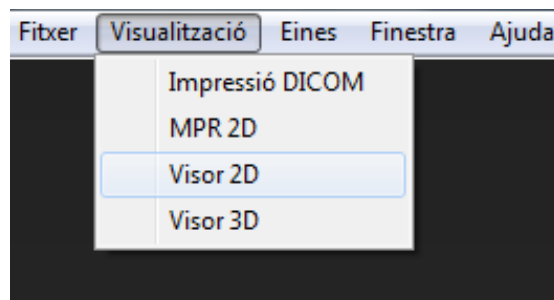 Fitxer Visualització Eines Finestra Ajuda
Impressió DICOM
MPR 2D
Visor 2D
Visor 3D